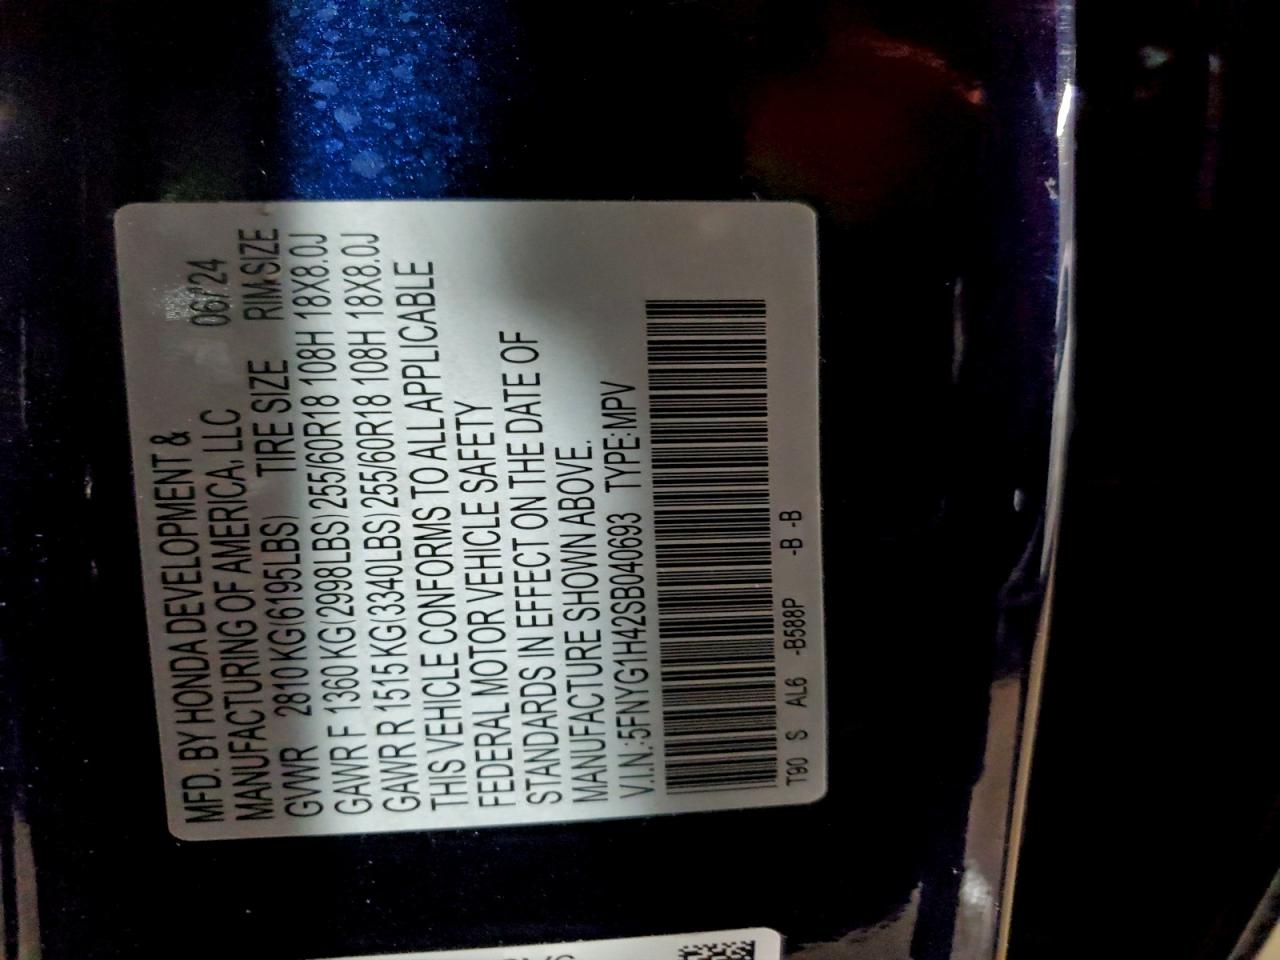 MFD. BY HONDA DEVELOPMENT & 06/24
MANUFACTURING OF AMERICA, LLC
TIRE SIZE RIM SIZE
GVWR 2810 KG(6195LBS)
GAWR F 1360 KG(2998LBS) 255/60R18 108H 18X8.0J
GAWR R 1515 KG(3340LBS) 255/60R18 108H 18X8.0J
THIS VEHICLE CONFORMS TO ALL APPLICABLE
FEDERAL MOTOR VEHICLE SAFETY
STANDARDS IN EFFECT ON THE DATE OF
MANUFACTURE SHOWN ABOVE.
V.I.N.:5FNYG1H42SB040693 TYPE:MPV
T90 S AL6 -B588P -B -B